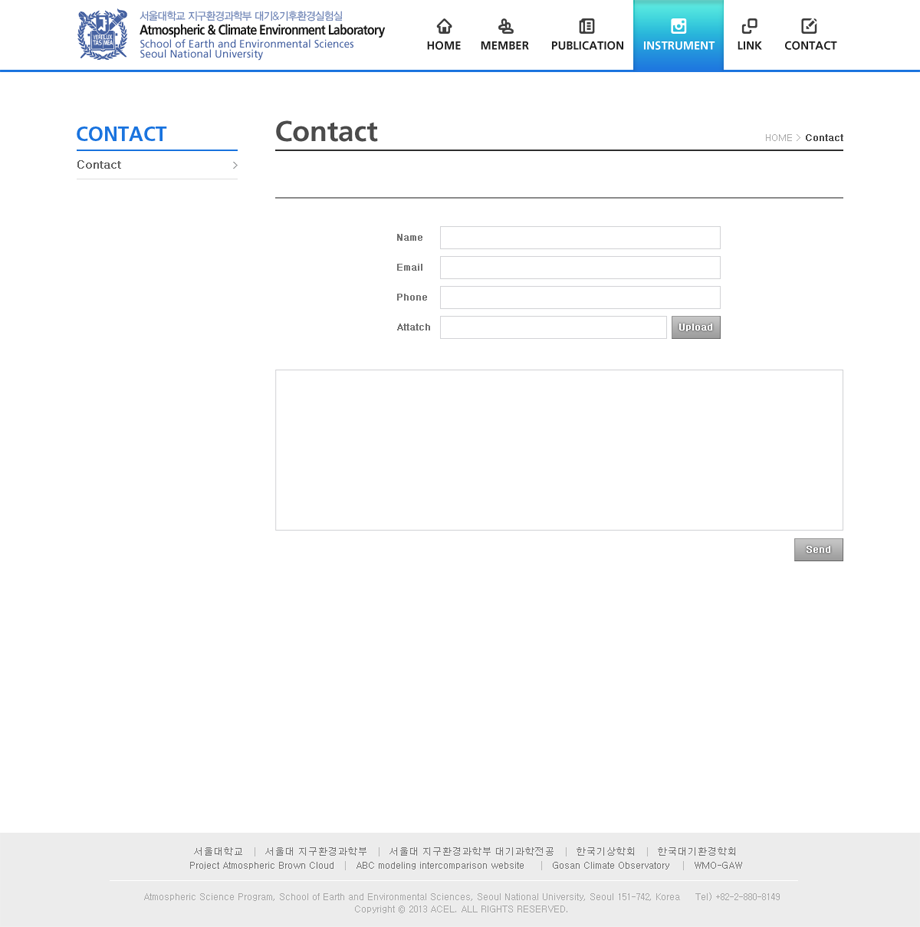 서울대학교 지구환경과학부 대기&기후환경실험실
Atmospheric & Climate Environment Laboratory
School of Earth and Environmental Sciences
Seoul National University
HOME MEMBER PUBLICATION INSTRUMENT LINK CONTACT
CONTACT
Contact
Contact
HOME > Contact
Name
Email
Phone
Attatch
Upload
Send
서울대학교 | 서울대 지구환경과학부 | 서울대 지구환경과학부 대기과학전공 | 한국기상학회 | 한국대기환경학회
Project Atmospheric Brown Cloud | ABC modeling intercomparison website | Gosan Climate Observatory | WMO-GAW
Atmospheric Science Program, School of Earth and Environmental Sciences, Seoul National University, Seoul 151-742, Korea Tel) +82-2-880-8149
Copyright © 2013 ACEL. ALL RIGHTS RESERVED.